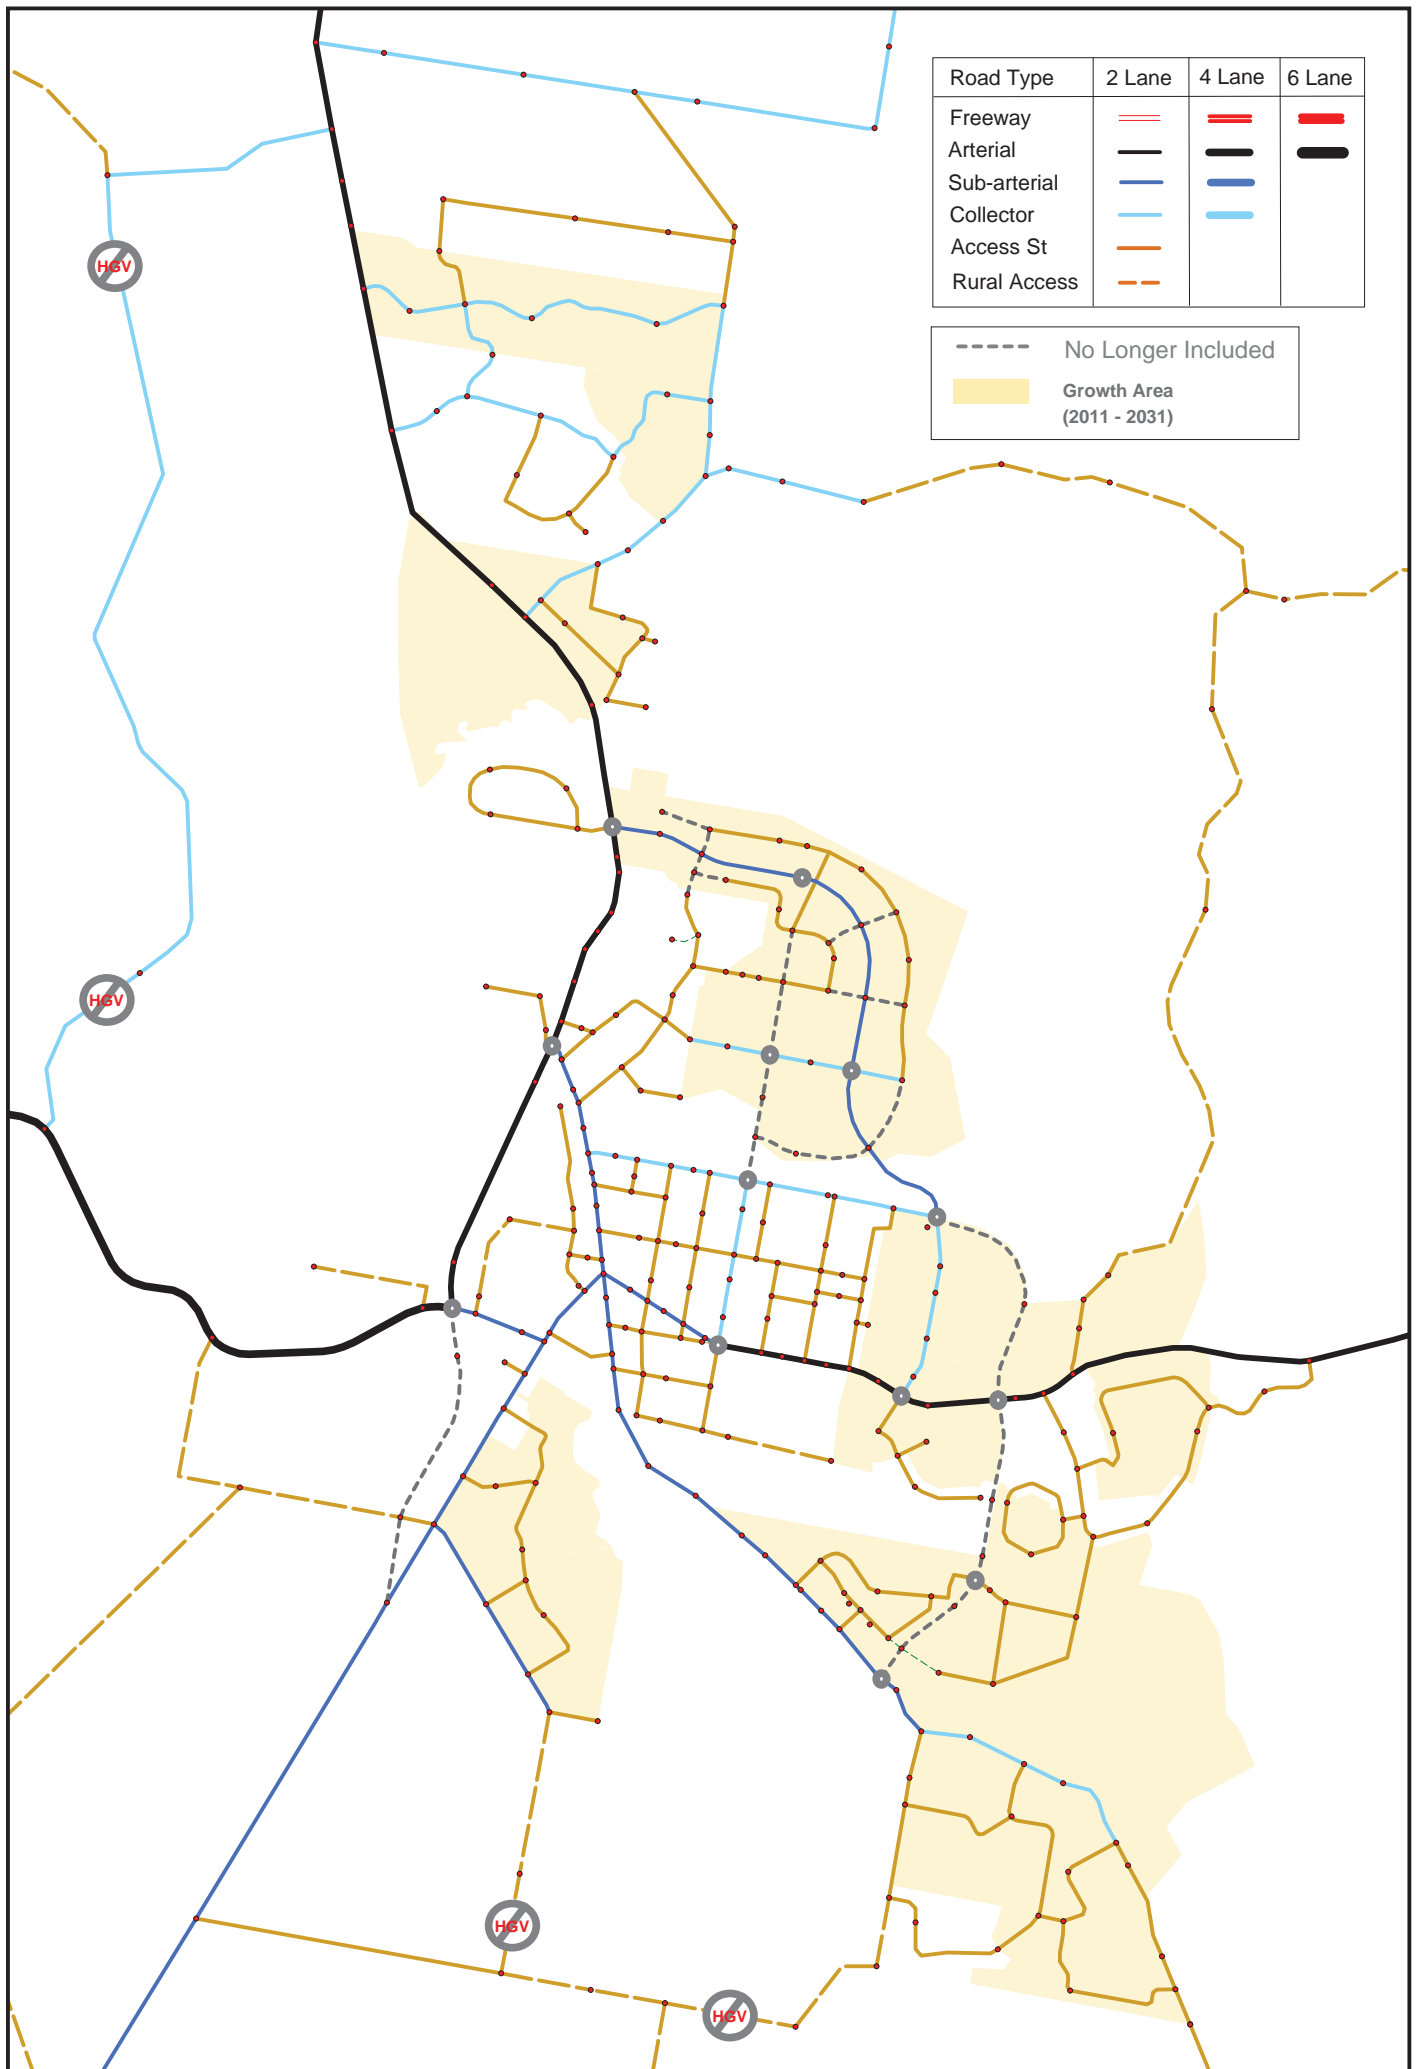 Road Type 2 Lane 4 Lane 6 Lane
Freeway
Arterial
Sub-arterial
Collector
Access St
Rural Access
HGV
No Longer Included
Growth Area
(2011 - 2031)
HGV
HGV
HGV